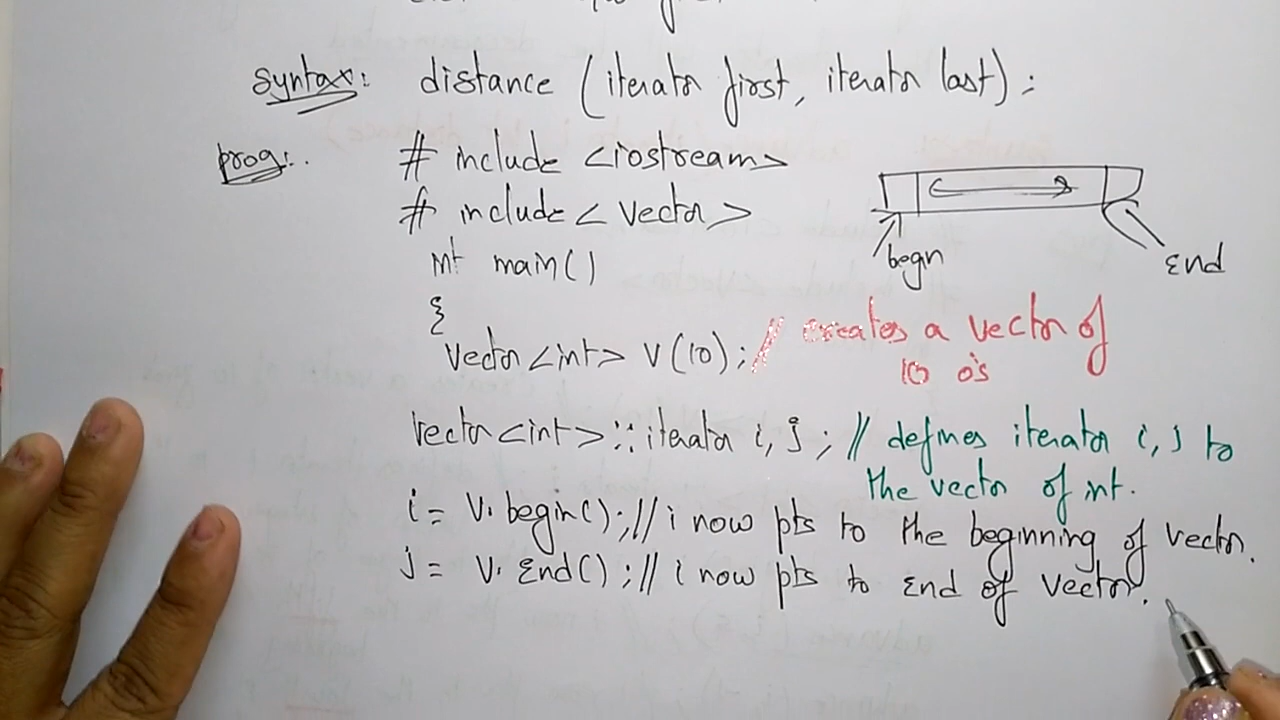 syntax: distance (iterator first, iterator last);
prog:.
# include <iostream>
# include < vector >
int main()
{
begin
End
vector <int> v(10); // creates a vector of
10 0's
vector <int> :: iterator i, j ; // defines iterator i, j to
the vector of int.
i = v. begin(); // i now pts to the beginning of vector.
j = v. End(); // i now pts to End of vector.